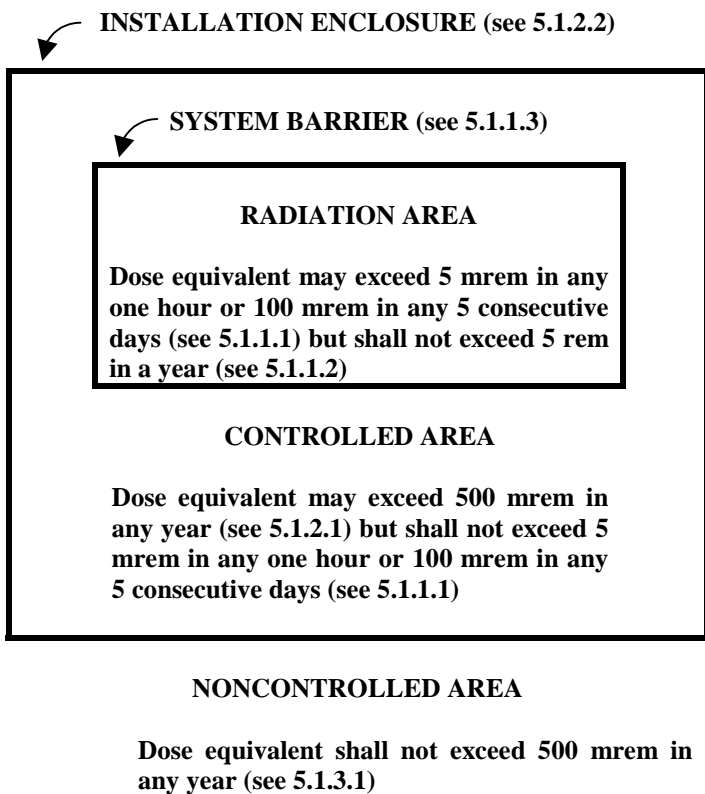 INSTALLATION ENCLOSURE (see 5.1.2.2)
SYSTEM BARRIER (see 5.1.1.3)
RADIATION AREA
Dose equivalent may exceed 5 mrem in any
one hour or 100 mrem in any 5 consecutive
days (see 5.1.1.1) but shall not exceed 5 rem
in a year (see 5.1.1.2)
CONTROLLED AREA
Dose equivalent may exceed 500 mrem in
any year (see 5.1.2.1) but shall not exceed 5
mrem in any one hour or 100 mrem in any
5 consecutive days (see 5.1.1.1)
NONCONTROLLED AREA
Dose equivalent shall not exceed 500 mrem in
any year (see 5.1.3.1)